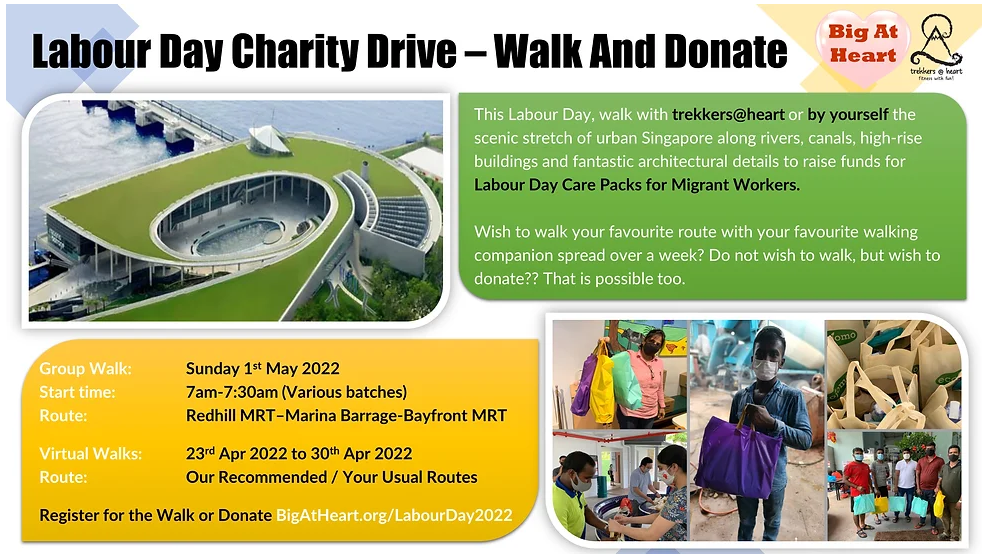 Labour Day Charity Drive – Walk And Donate
Big At
Heart
trekkers @ heart
fitness with fun!
This Labour Day, walk with trekkers@heart or by yourself the
scenic stretch of urban Singapore along rivers, canals, high-rise
buildings and fantastic architectural details to raise funds for
Labour Day Care Packs for Migrant Workers.
Wish to walk your favourite route with your favourite walking
companion spread over a week? Do not wish to walk, but wish to
donate?? That is possible too.
Group Walk: Sunday 1st May 2022
Start time: 7am-7:30am (Various batches)
Route: Redhill MRT–Marina Barrage-Bayfront MRT
Virtual Walks: 23rd Apr 2022 to 30th Apr 2022
Route: Our Recommended / Your Usual Routes
Register for the Walk or Donate BigAtHeart.org/LabourDay2022